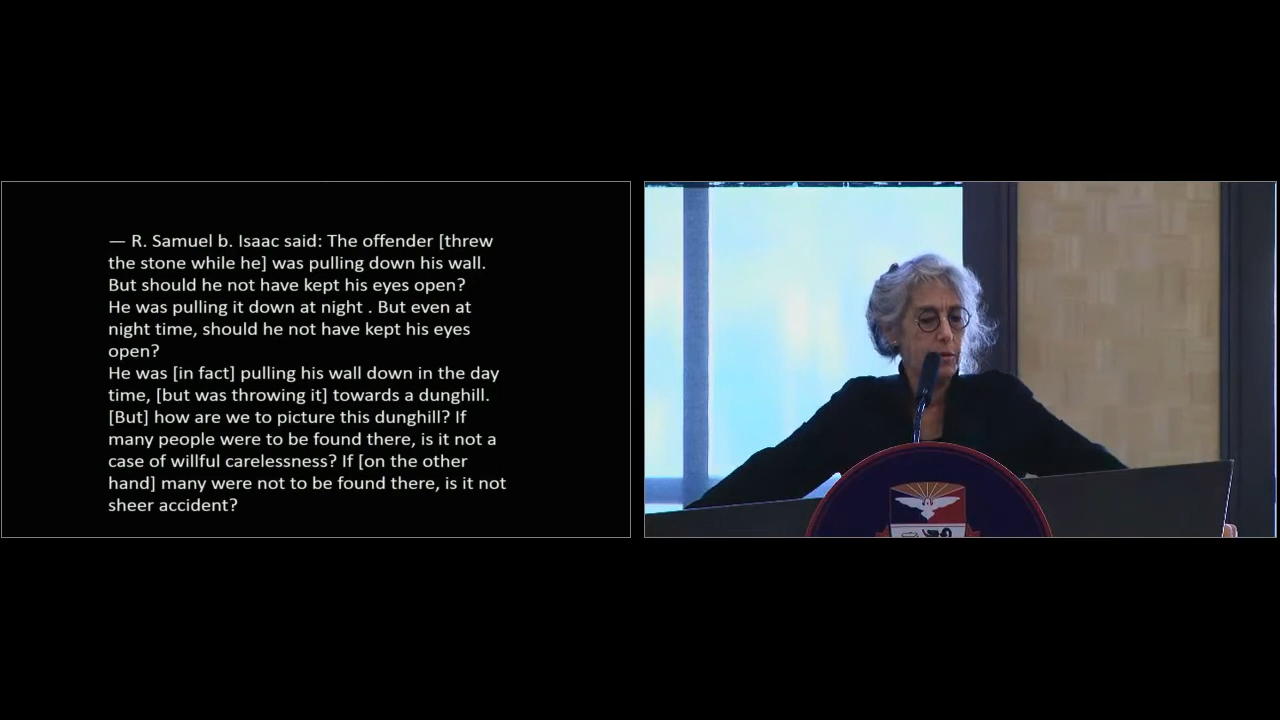 — R. Samuel b. Isaac said: The offender [threw
the stone while he] was pulling down his wall.
But should he not have kept his eyes open?
He was pulling it down at night . But even at
night time, should he not have kept his eyes
open?
He was [in fact] pulling his wall down in the day
time, [but was throwing it] towards a dunghill.
[But] how are we to picture this dunghill? If
many people were to be found there, is it not a
case of willful carelessness? If [on the other
hand] many were not to be found there, is it not
sheer accident?